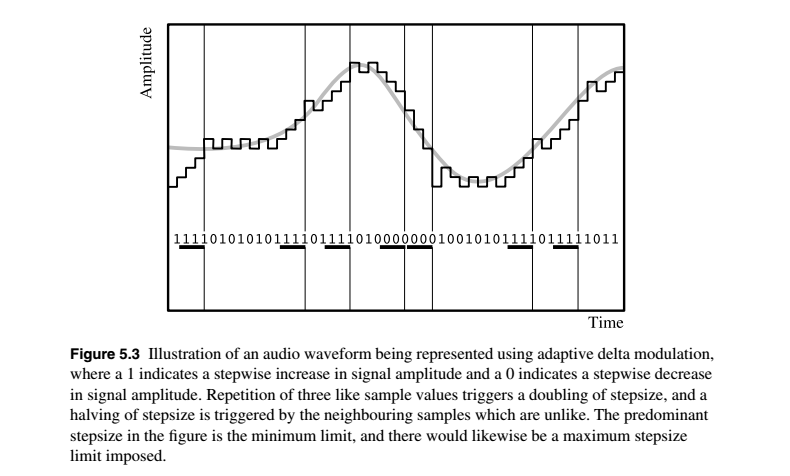 Amplitude
1111010101011110111101000000010010101111011111011
Time
Figure 5.3 Illustration of an audio waveform being represented using adaptive delta modulation,
where a 1 indicates a stepwise increase in signal amplitude and a 0 indicates a stepwise decrease
in signal amplitude. Repetition of three like sample values triggers a doubling of stepsize, and a
halving of stepsize is triggered by the neighbouring samples which are unlike. The predominant
stepsize in the figure is the minimum limit, and there would likewise be a maximum stepsize
limit imposed.